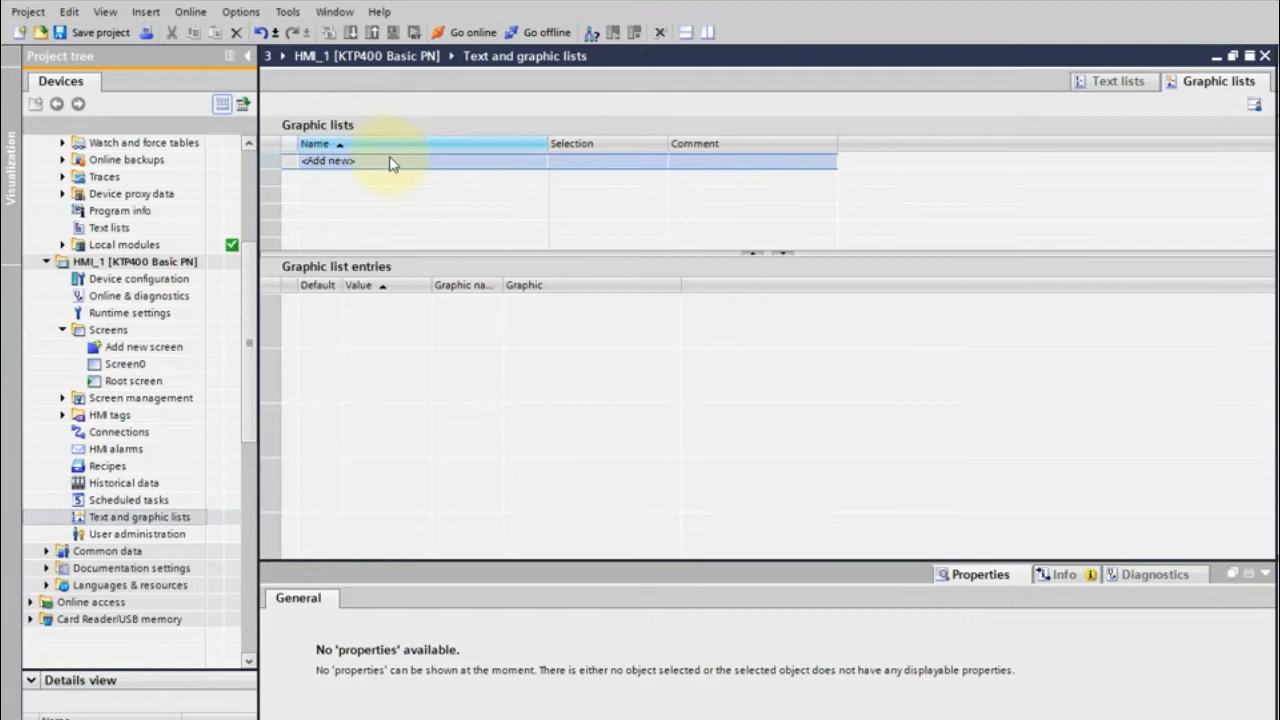 Project Edit View Insert Online Options Tools Window Help
Save project Go online Go offline
Project tree
3 HMI_1 [KTP400 Basic PN] Text and graphic lists
Devices
Text lists Graphic lists
Visualization
Watch and force tables
Online backups
Traces
Device proxy data
Program info
Text lists
Local modules
HMI_1 [KTP400 Basic PN]
Device configuration
Online & diagnostics
Runtime settings
Screens
Add new screen
Screen0
Root screen
Screen management
HMI tags
Connections
HMI alarms
Recipes
Historical data
Scheduled tasks
Text and graphic lists
User administration
Common data
Documentation settings
Languages & resources
Online access
Card Reader/USB memory
Details view
Name
Graphic lists
Name Selection Comment
<Add new>
Graphic list entries
Default Value Graphic na... Graphic
Properties Info Diagnostics
General
No 'properties' available.
No 'properties' can be shown at the moment. There is either no object selected or the selected object does not have any displayable properties.